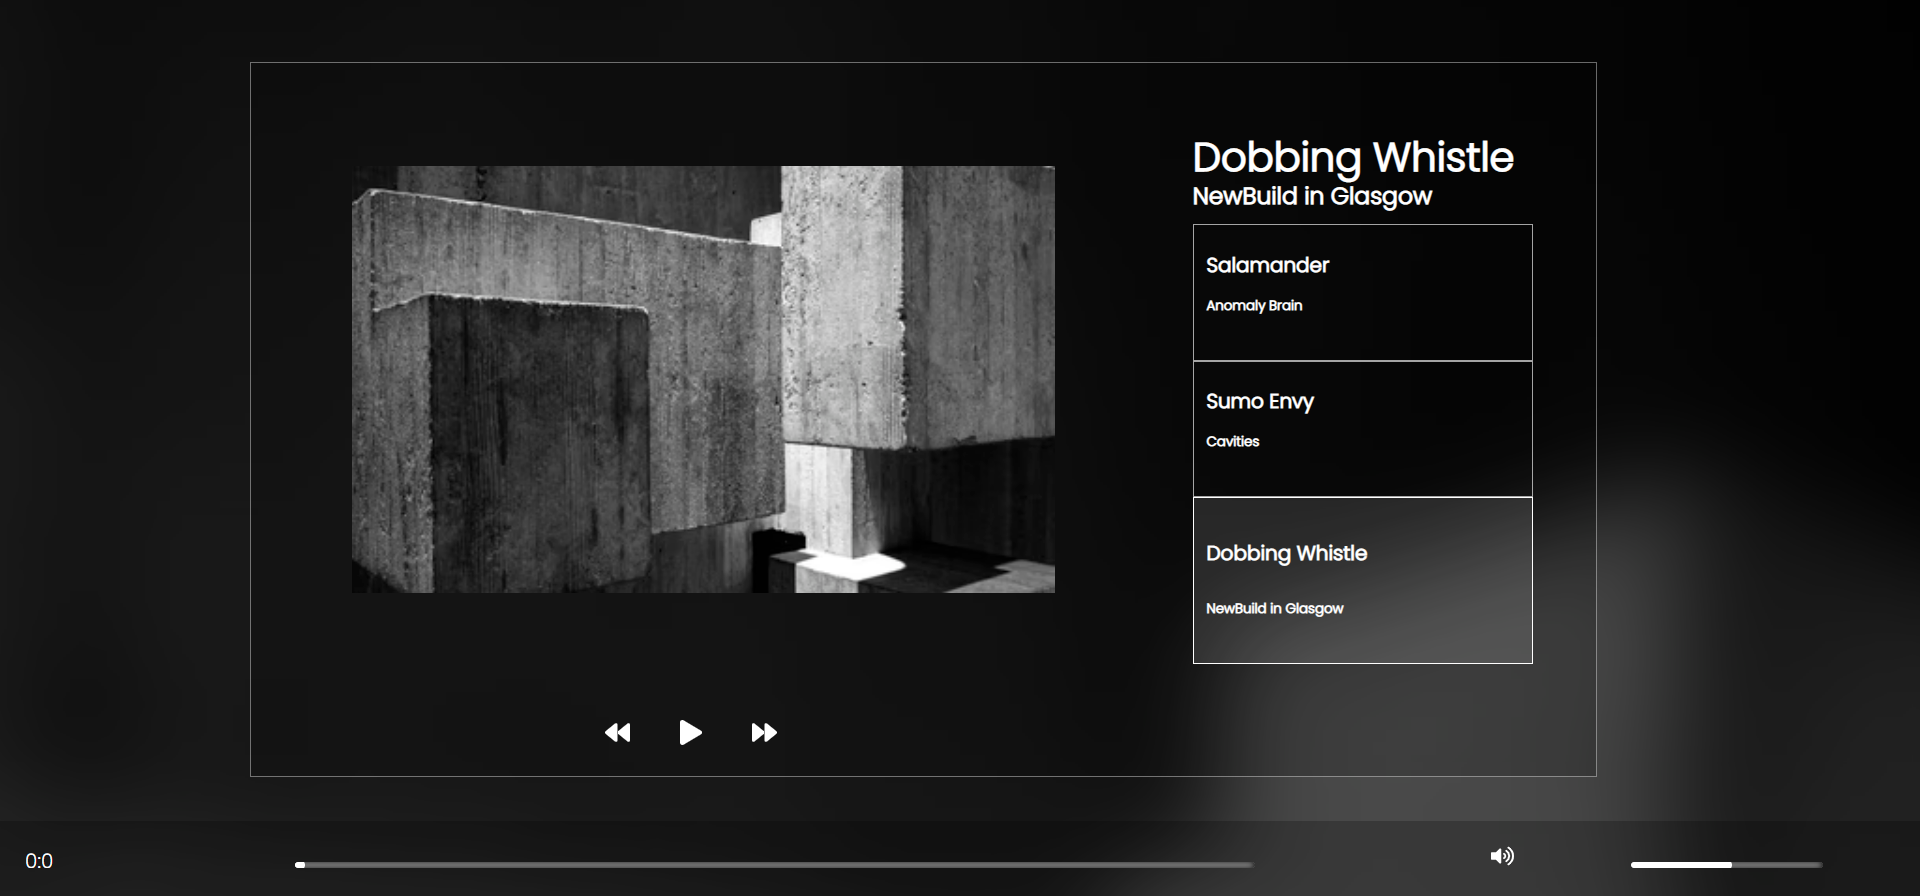 Dobbing Whistle
NewBuild in Glasgow
Salamander
Anomaly Brain
Sumo Envy
Cavities
Dobbing Whistle
NewBuild in Glasgow
0:0